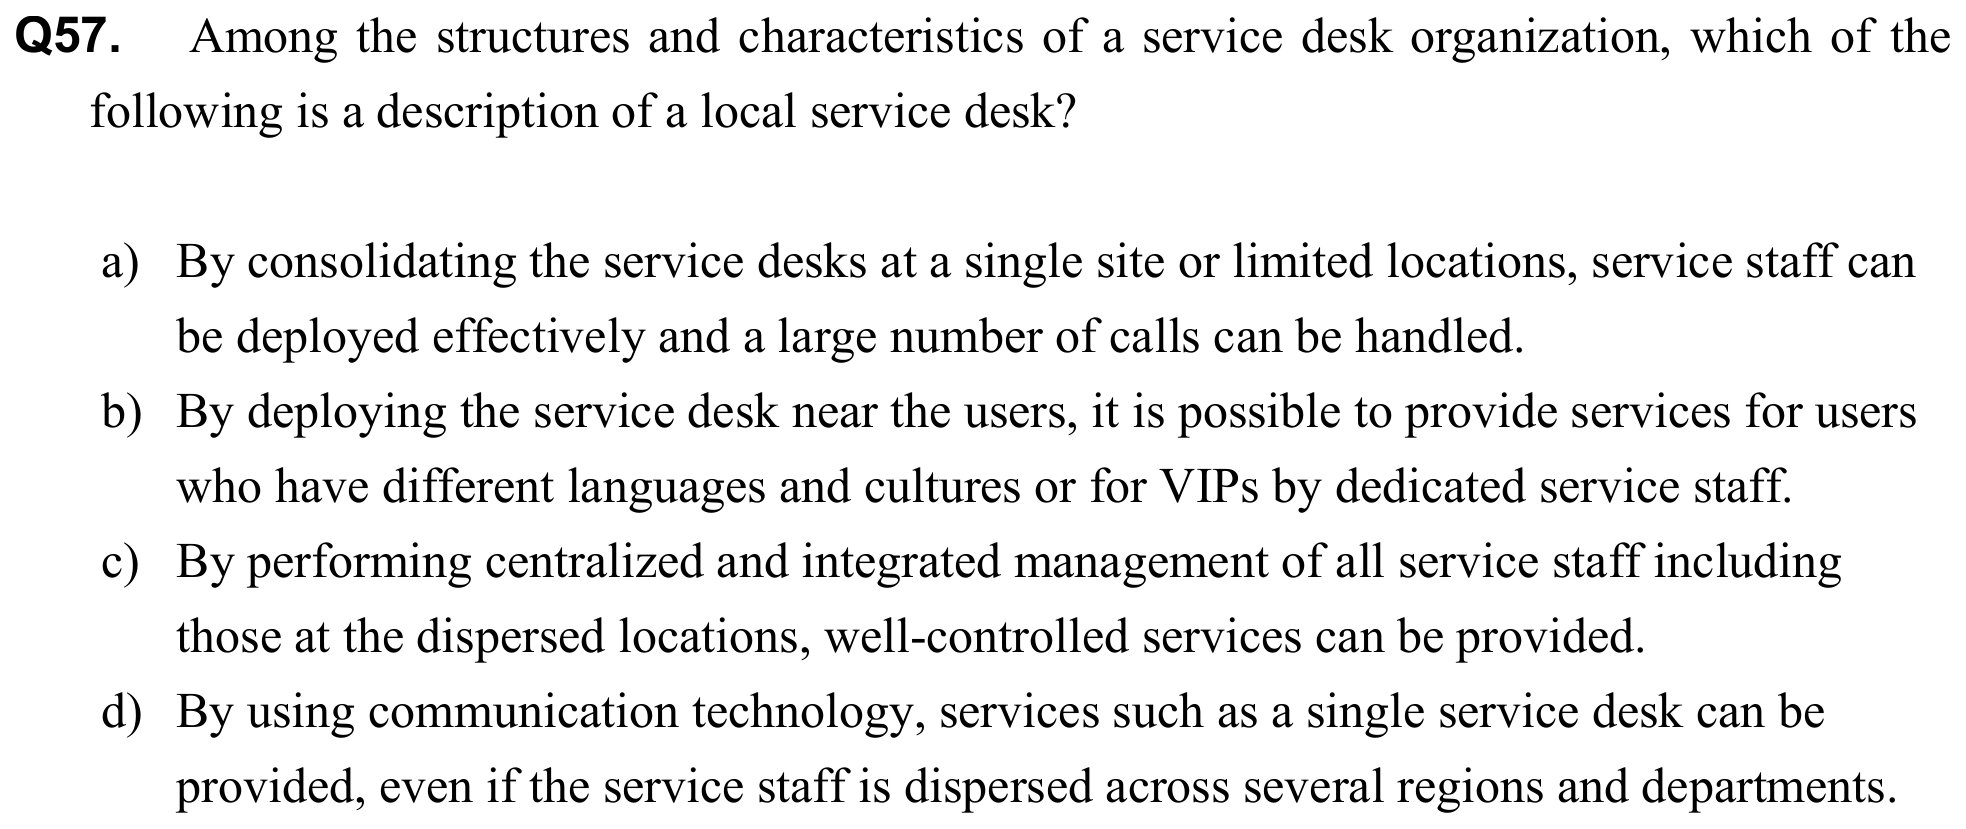 Q57. Among the structures and characteristics of a service desk organization, which of the
following is a description of a local service desk?
a) By consolidating the service desks at a single site or limited locations, service staff can
be deployed effectively and a large number of calls can be handled.
b) By deploying the service desk near the users, it is possible to provide services for users
who have different languages and cultures or for VIPs by dedicated service staff.
c) By performing centralized and integrated management of all service staff including
those at the dispersed locations, well-controlled services can be provided.
d) By using communication technology, services such as a single service desk can be
provided, even if the service staff is dispersed across several regions and departments.